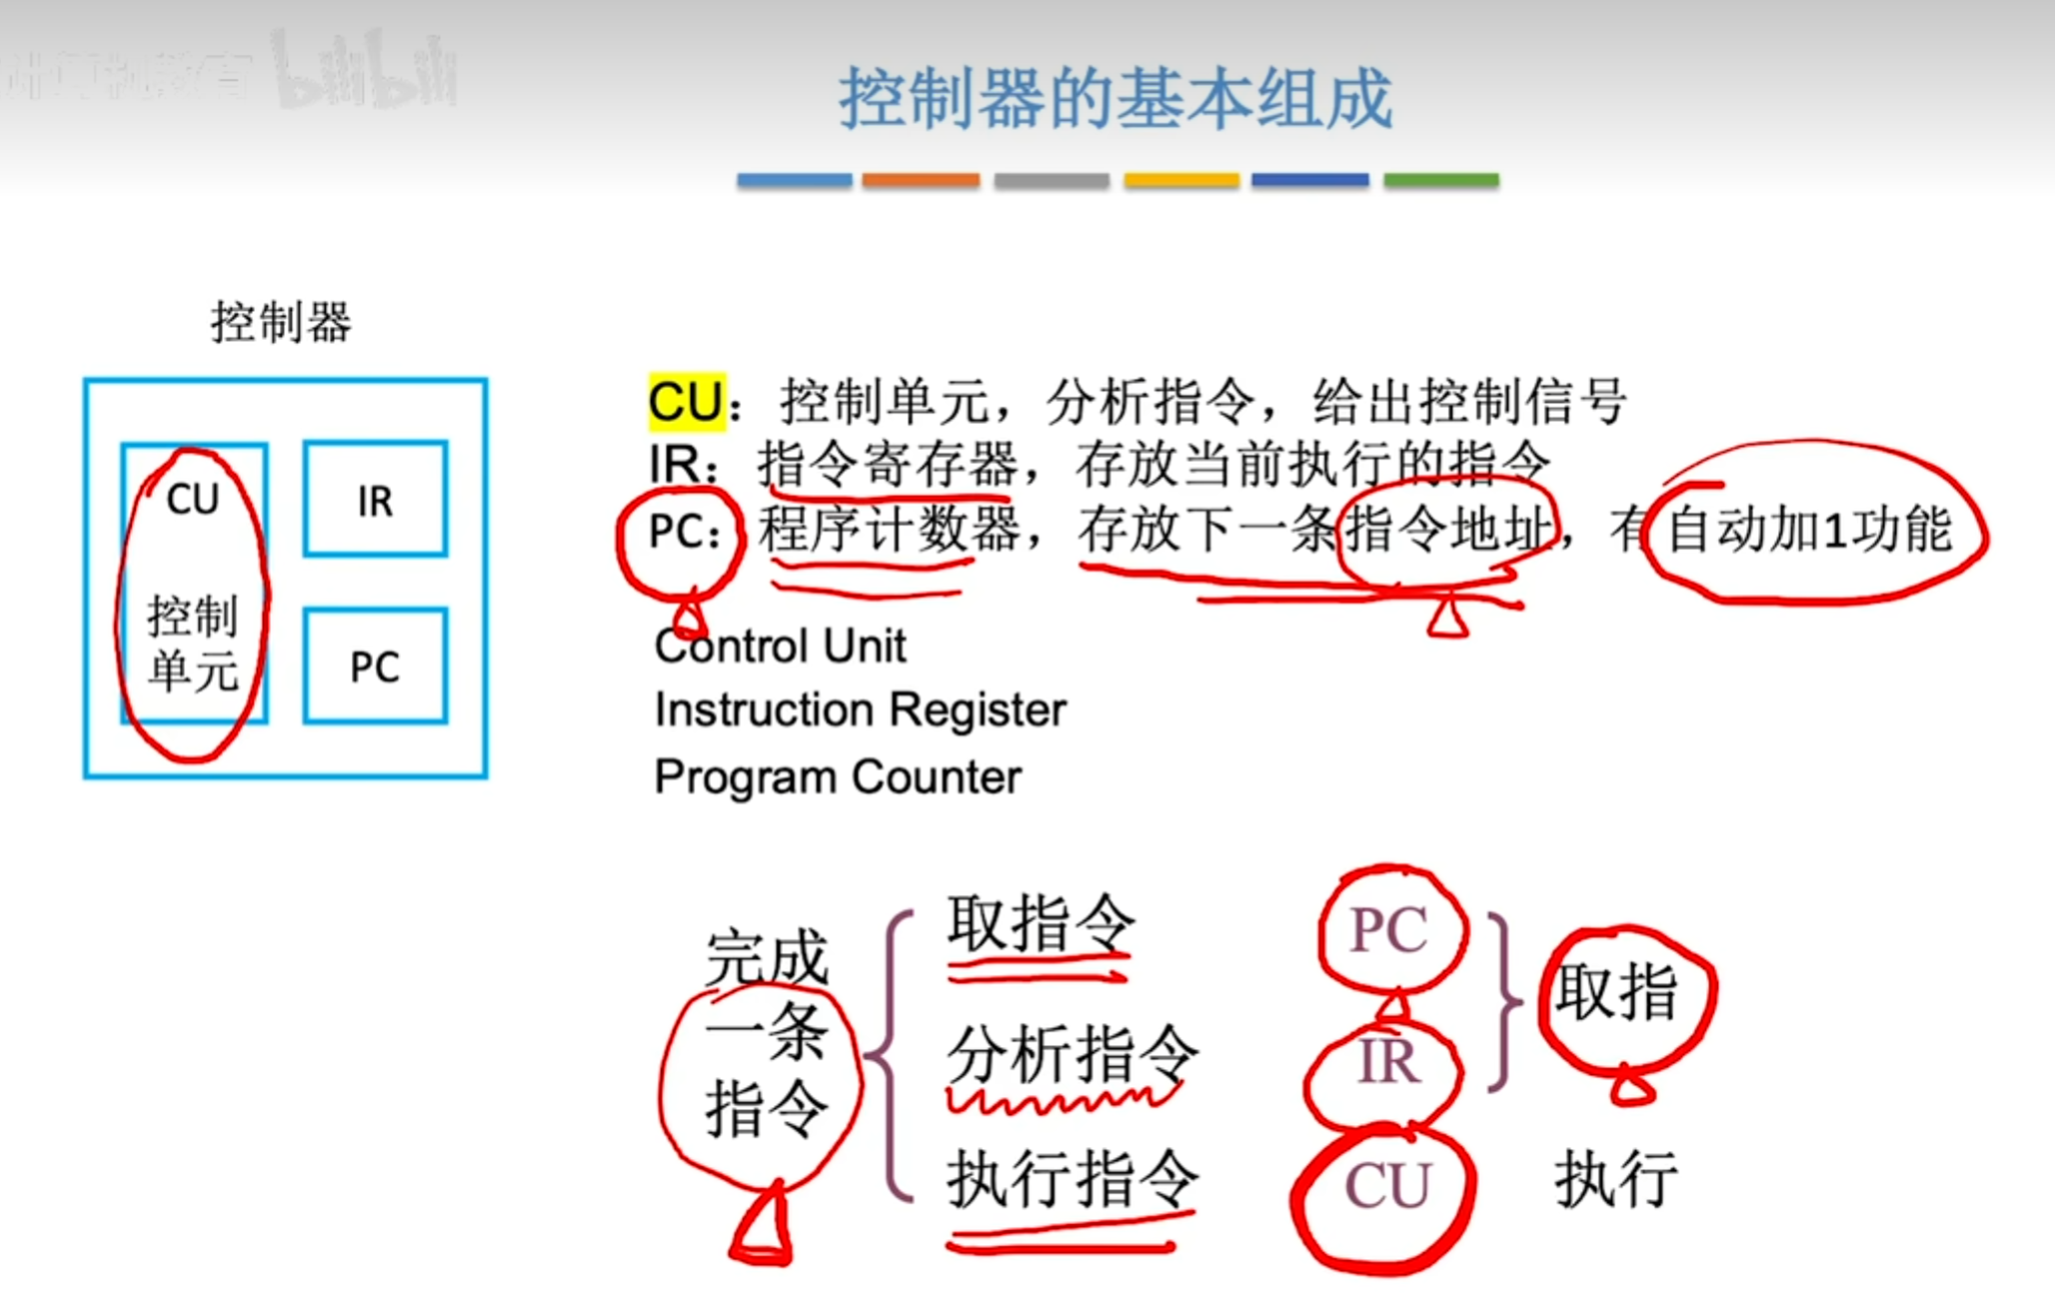 计算机教育 bilibili
控制器的基本组成
控制器
CU
控制
单元
IR
PC
CU：控制单元，分析指令，给出控制信号
IR：指令寄存器，存放当前执行的指令
PC：程序计数器，存放下一条指令地址，有自动加1功能
Control Unit
Instruction Register
Program Counter
完成
一条
指令
取指令
分析指令
执行指令
PC
IR
CU
取指
执行